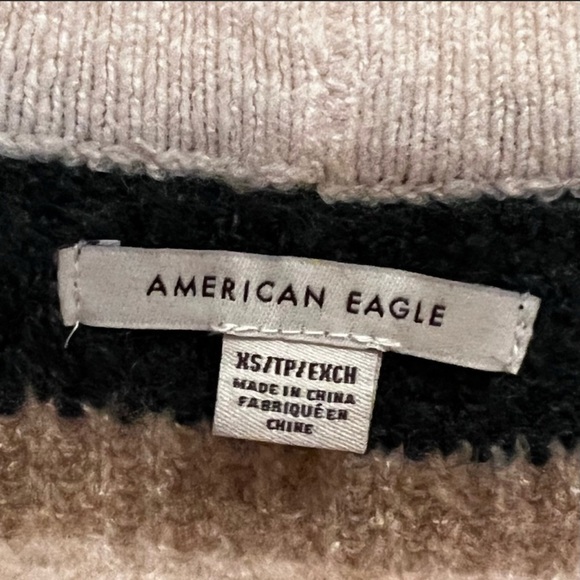 AMERICAN EAGLE
XS/TP/EXCH
MADE IN CHINA
FABRIQUÉ EN
CHINE